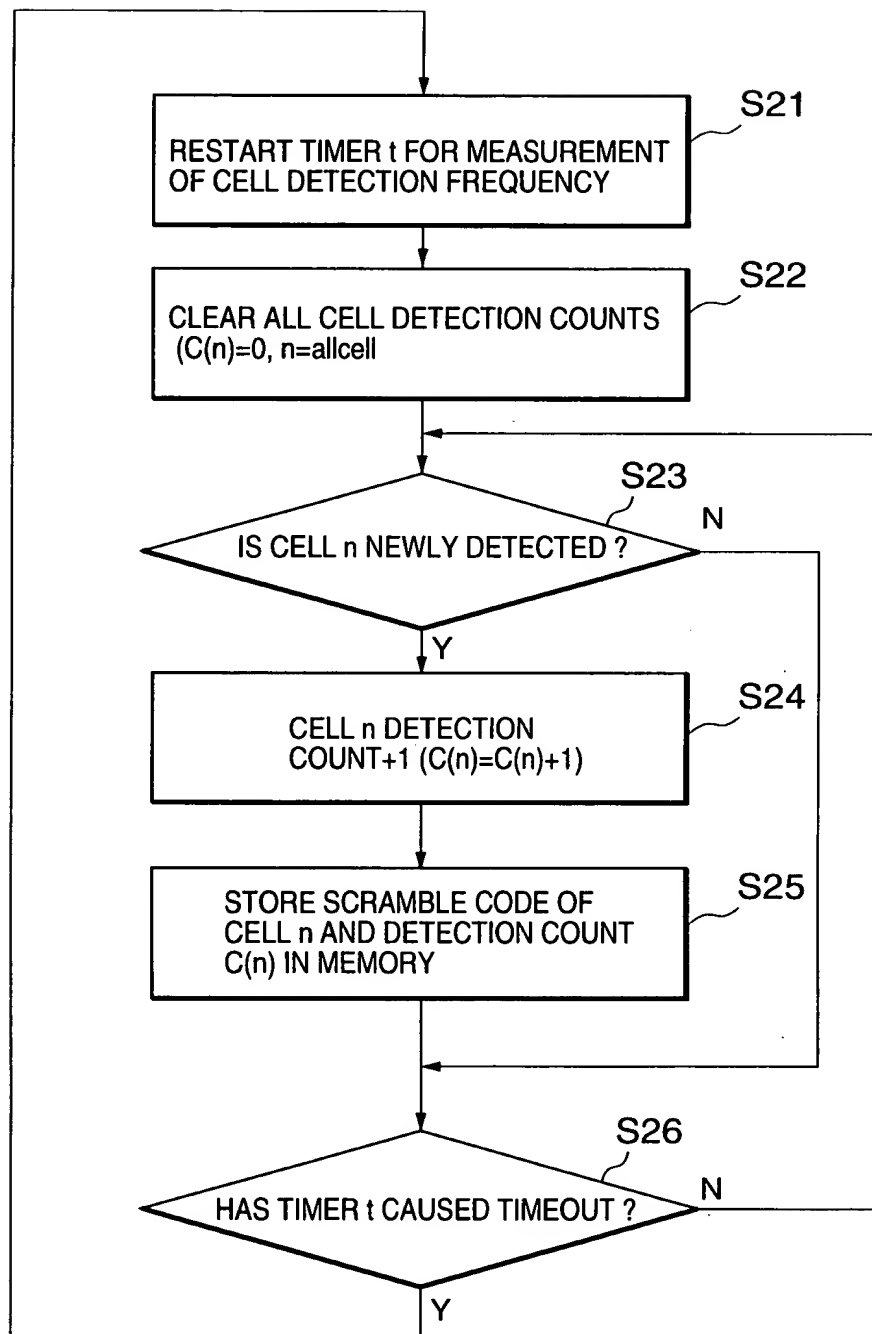 S21
RESTART TIMER t FOR MEASUREMENT
OF CELL DETECTION FREQUENCY
S22
CLEAR ALL CELL DETECTION COUNTS
(C(n)=0, n=allcell
S23
N
IS CELL n NEWLY DETECTED ?
Y
S24
CELL n DETECTION
COUNT+1 (C(n)=C(n)+1)
S25
STORE SCRAMBLE CODE OF
CELL n AND DETECTION COUNT
C(n) IN MEMORY
S26
N
HAS TIMER t CAUSED TIMEOUT ?
Y